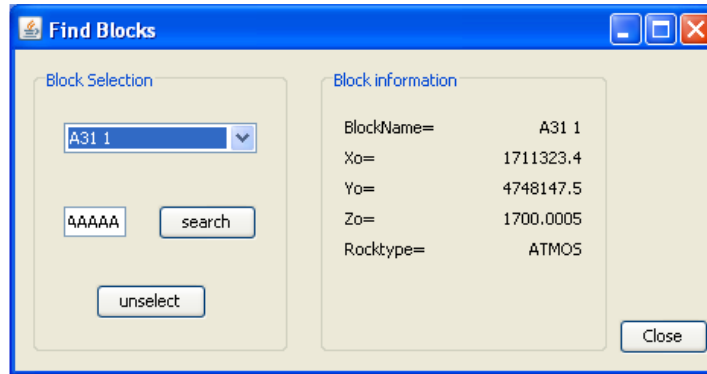 Find Blocks
Block Selection
A31 1
AAAAA
search
unselect
Block information
BlockName= A31 1
Xo= 1711323.4
Yo= 4748147.5
Zo= 1700.0005
Rocktype= ATMOS
Close